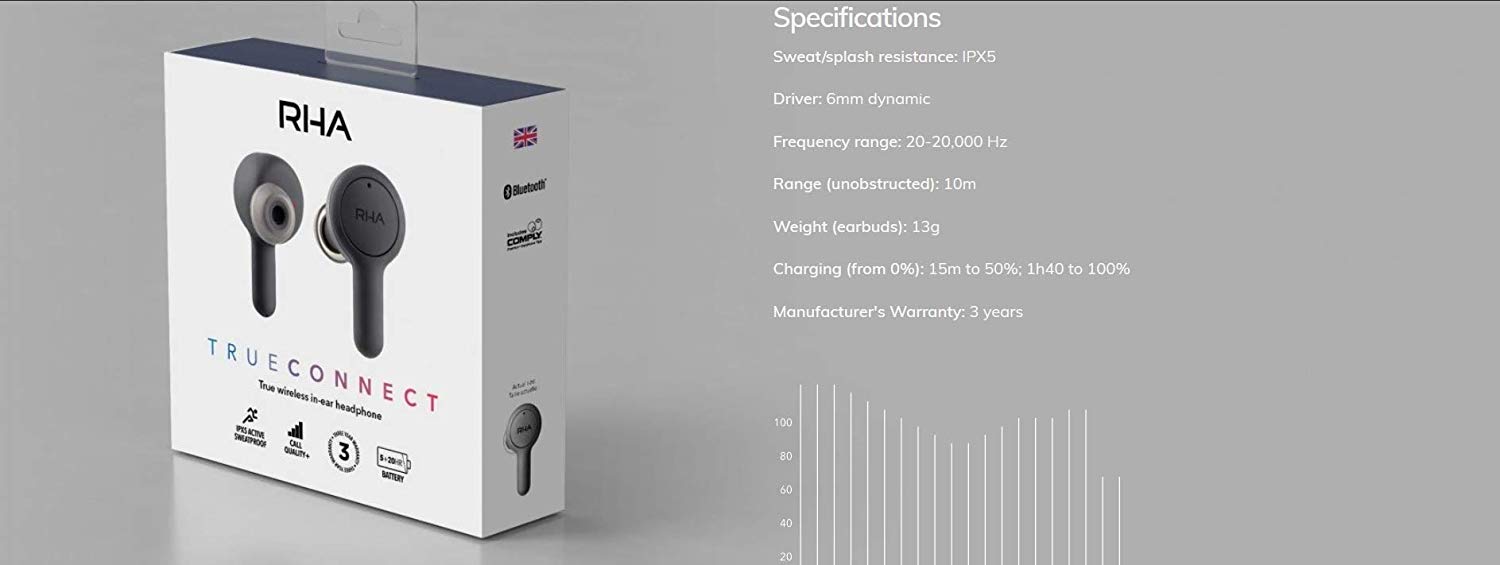 RHA
RHA
TRUECONNECT
True wireless in-ear headphone
IPX5 ACTIVE
SWEATPROOF
CALL
QUALITY+
3
5+20HR
BATTERY
Bluetooth®
includes
COMPLY
Actual size
RHA
Specifications
Sweat/splash resistance: IPX5
Driver: 6mm dynamic
Frequency range: 20-20,000 Hz
Range (unobstructed): 10m
Weight (earbuds): 13g
Charging (from 0%): 15m to 50%; 1h40 to 100%
Manufacturer's Warranty: 3 years
100
80
60
40
20